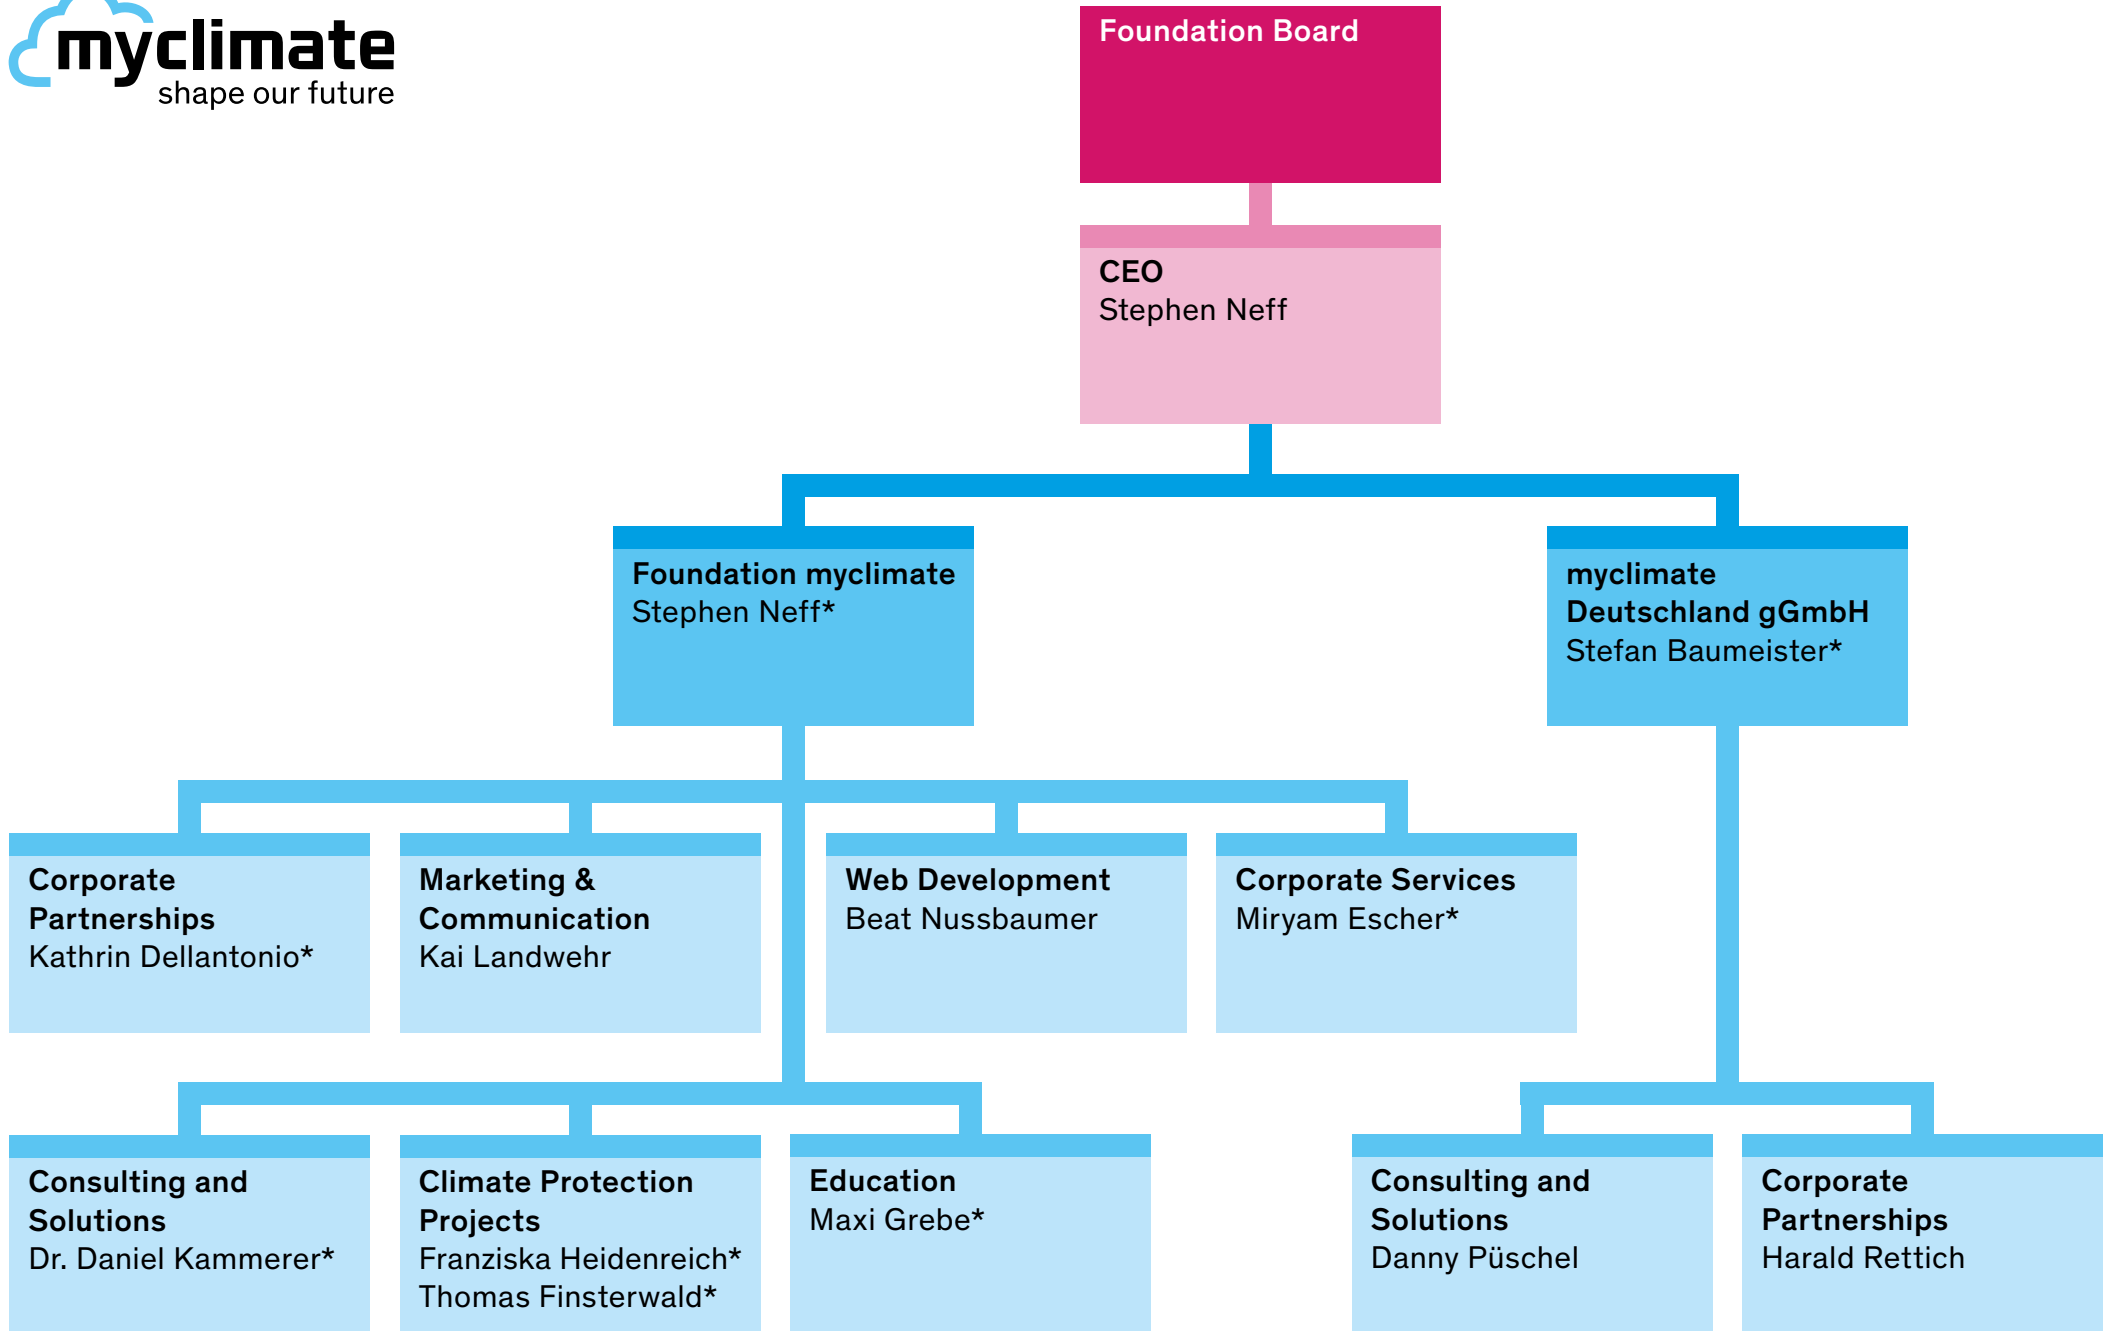 myclimate
shape our future
Foundation Board
CEO
Stephen Neff
Foundation myclimate
Stephen Neff*
myclimate
Deutschland gGmbH
Stefan Baumeister*
Corporate
Partnerships
Kathrin Dellantonio*
Marketing &
Communication
Kai Landwehr
Web Development
Beat Nussbaumer
Corporate Services
Miryam Escher*
Consulting and
Solutions
Dr. Daniel Kammerer*
Climate Protection
Projects
Franziska Heidenreich*
Thomas Finsterwald*
Education
Maxi Grebe*
Consulting and
Solutions
Danny Püschel
Corporate
Partnerships
Harald Rettich